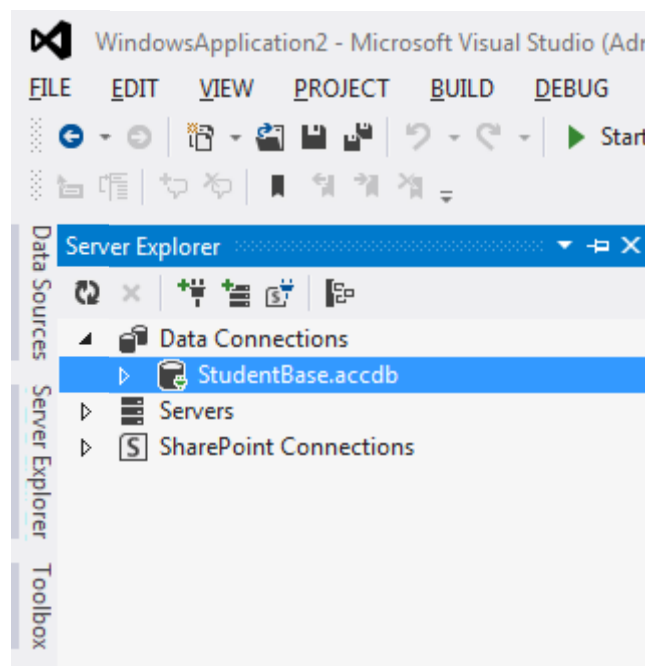 WindowsApplication2 - Microsoft Visual Studio (Adr
FILE EDIT VIEW PROJECT BUILD DEBUG
Start
Server Explorer
Data Connections
StudentBase.accdb
Servers
SharePoint Connections
Data Sources
Server Explorer
Toolbox